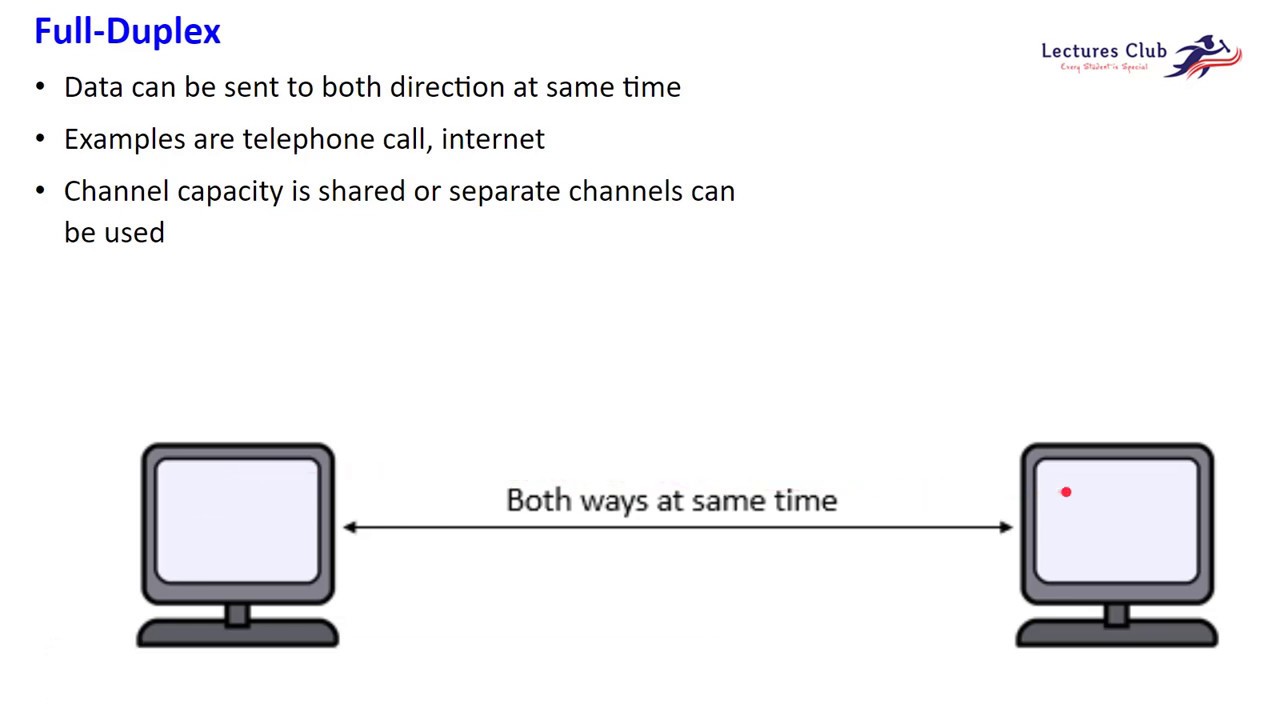 Full-Duplex
Lectures Club
Every Student is Special
• Data can be sent to both direction at same time
• Examples are telephone call, internet
• Channel capacity is shared or separate channels can
be used
Both ways at same time